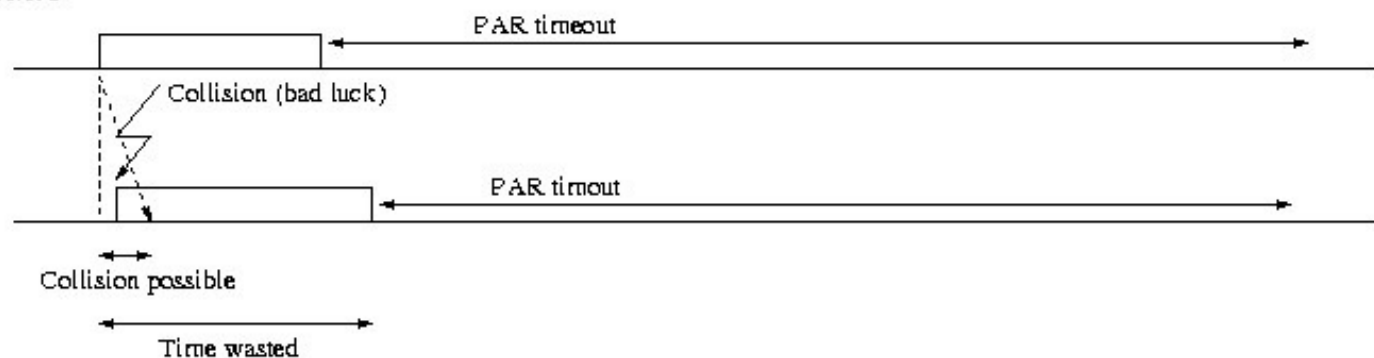 PAR timeout
Collision (bad luck)
PAR timout
Collision possible
Time wasted